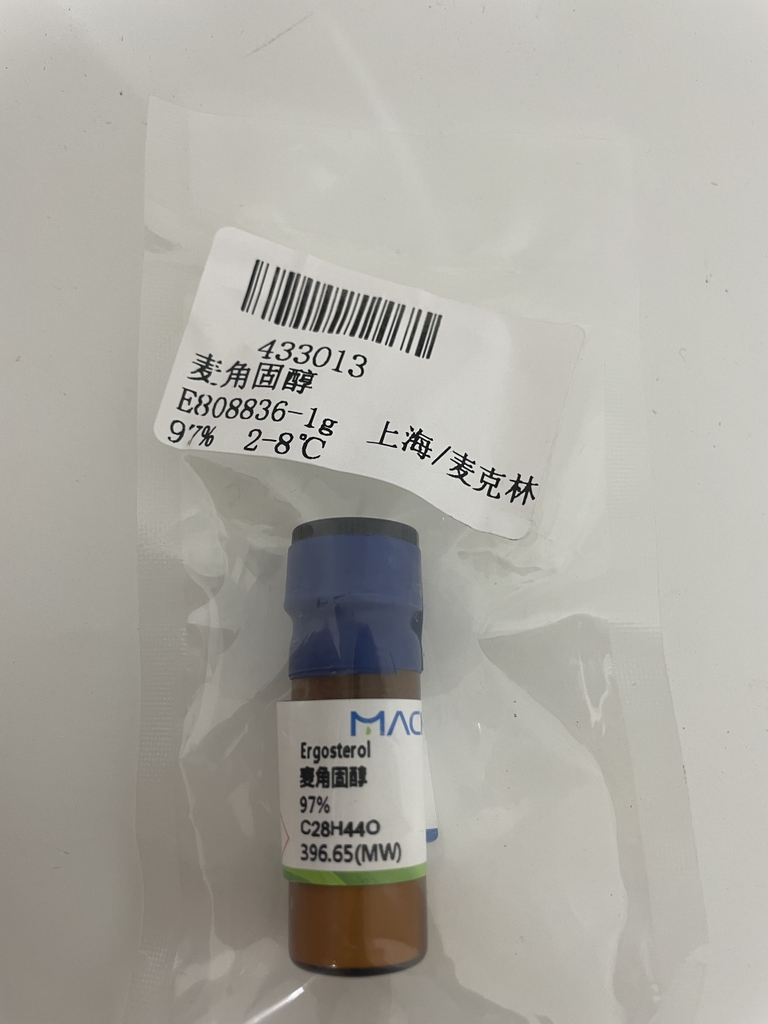 433013
麦角固醇
E808836-1g
97% 2-8℃ 上海/麦克林
MAC
Ergosterol
麦角固醇
97%
C28H44O
396.65(MW)